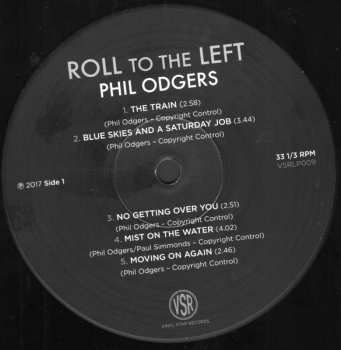 ROLL TO THE LEFT
PHIL ODGERS
1. THE TRAIN (2.58)
(Phil Odgers – Copyright Control)
2. BLUE SKIES AND A SATURDAY JOB (3.44)
(Phil Odgers – Copyright Control)
33 1/3 RPM
VSRLP009
℗ 2017 Side 1
3. NO GETTING OVER YOU (2.51)
(Phil Odgers – Copyright Control)
4. MIST ON THE WATER (4.02)
(Phil Odgers/Paul Simmonds – Copyright Control)
5. MOVING ON AGAIN (2.46)
(Phil Odgers – Copyright Control)
VSR
VINYL STAR RECORDS